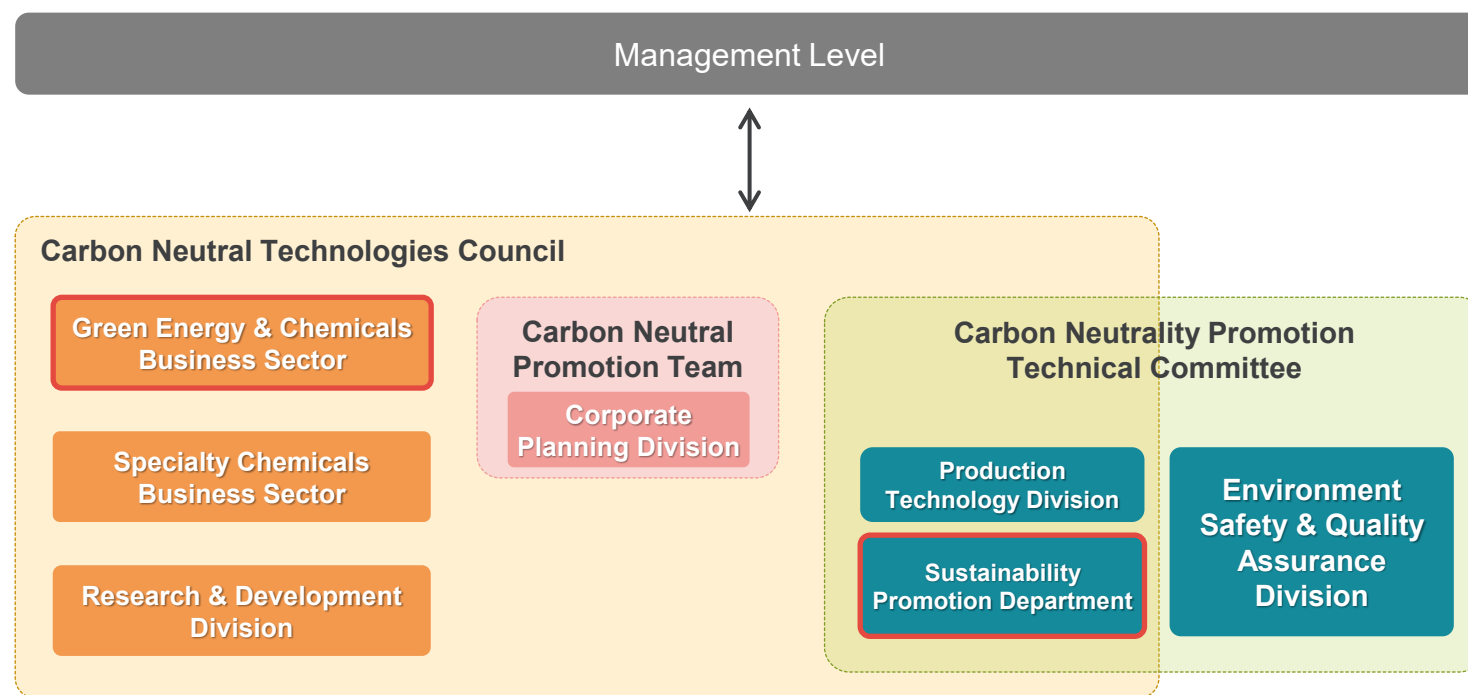 Management Level
Carbon Neutral Technologies Council
Green Energy & Chemicals
Business Sector
Specialty Chemicals
Business Sector
Research & Development
Division
Carbon Neutral
Promotion Team
Corporate
Planning Division
Carbon Neutrality Promotion
Technical Committee
Production
Technology Division
Sustainability
Promotion Department
Environment
Safety & Quality
Assurance
Division